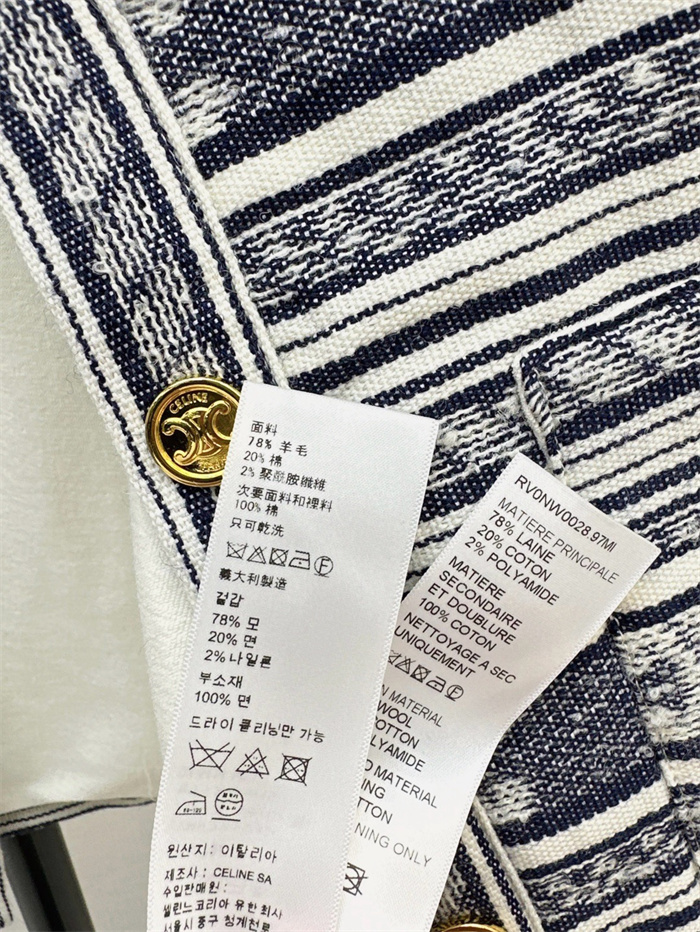 CELINE
PARIS
面料
78% 羊毛
20% 棉
2% 聚酰胺纖維
次要面料和裡料
100% 棉
只可乾洗
義大利製造
겉감
78% 모
20% 면
2% 나일론
부소재
100% 면
드라이 클리닝만 가능
원산지: 이탈리아
제조사: CELINE SA
수입판매원:
셀린느코리아 유한회사
서울시 중구 청계천로
RV0NW0028.97MI
MATIERE PRINCIPALE
78% LAINE
20% COTON
2% POLYAMIDE
MATIERE
SECONDAIRE
ET DOUBLURE
100% COTON
NETTOYAGE A SEC
UNIQUEMENT
MATERIAL
WOOL
COTTON
MATERIAL
ONLY